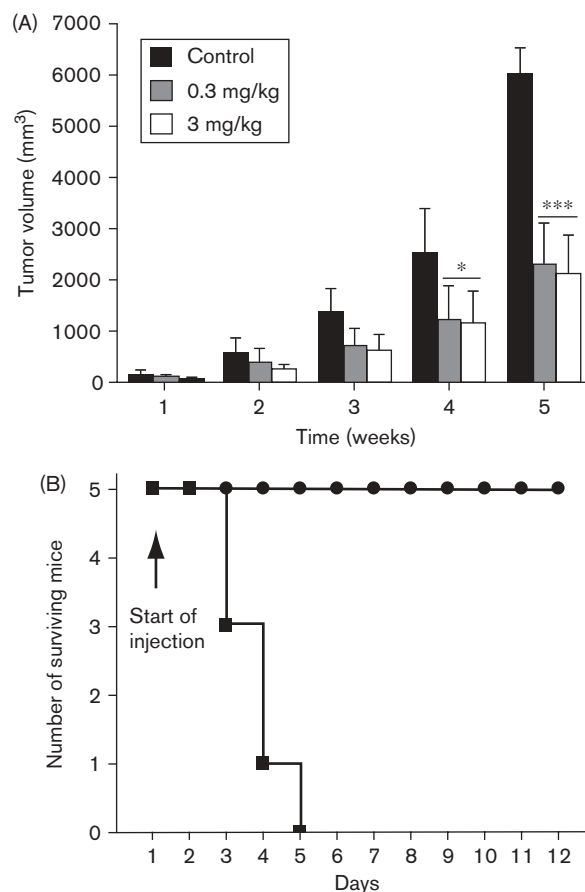 (A)
7000
6000
5000
4000
3000
2000
1000
0
Tumor volume (mm³)
Control
0.3 mg/kg
3 mg/kg
*
***
1 2 3 4 5
Time (weeks)
(B)
5
4
3
2
1
0
Number of surviving mice
Start of
injection
1 2 3 4 5 6 7 8 9 10 11 12
Days